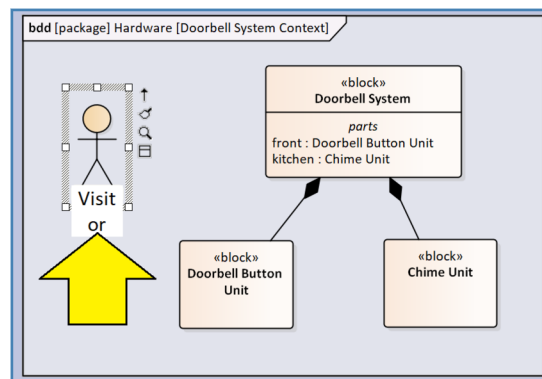 bdd [package] Hardware [Doorbell System Context]
«block»
Doorbell System
parts
front : Doorbell Button Unit
kitchen : Chime Unit
Visit
or
«block»
Doorbell Button
Unit
«block»
Chime Unit